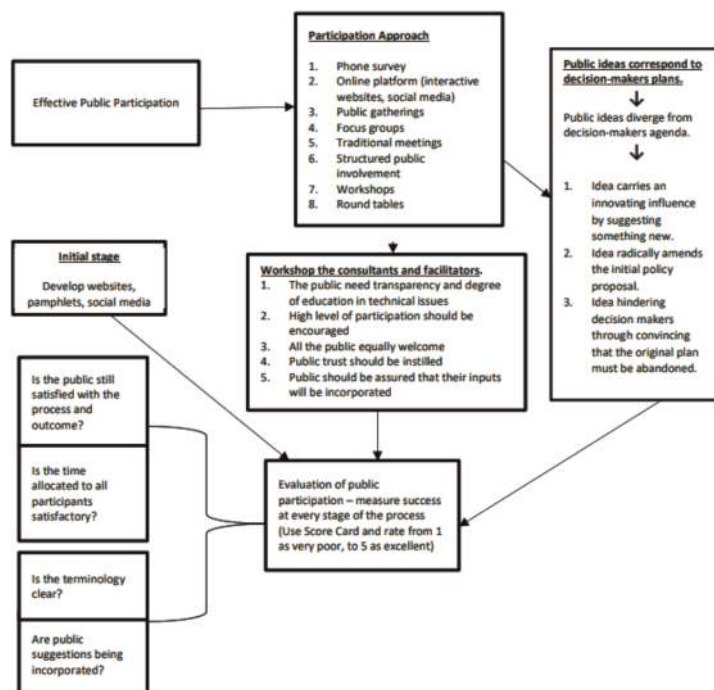 Participation Approach
1. Phone survey
2. Online platform (interactive
websites, social media)
3. Public gatherings
4. Focus groups
5. Traditional meetings
6. Structured public
involvement
7. Workshops
8. Round tables
Effective Public Participation
Public ideas correspond to
decision-makers plans.
Public ideas diverge from
decision-makers agenda.
1. Idea carries an
innovating influence
by suggesting
something new.
2. Idea radically amends
the initial policy
proposal.
3. Idea hindering
decision makers
through convincing
that the original plan
must be abandoned.
Initial stage
Develop websites,
pamphlets, social media
Workshop the consultants and facilitators.
1. The public need transparency and degree
of education in technical issues
2. High level of participation should be
encouraged
3. All the public equally welcome
4. Public trust should be instilled
5. Public should be assured that their inputs
will be incorporated
Is the public still
satisfied with the
process and
outcome?
Is the time
allocated to all
participants
satisfactory?
Is the terminology
clear?
Are public
suggestions being
incorporated?
Evaluation of public
participation – measure success
at every stage of the process
(Use Score Card and rate from 1
as very poor, to 5 as excellent)